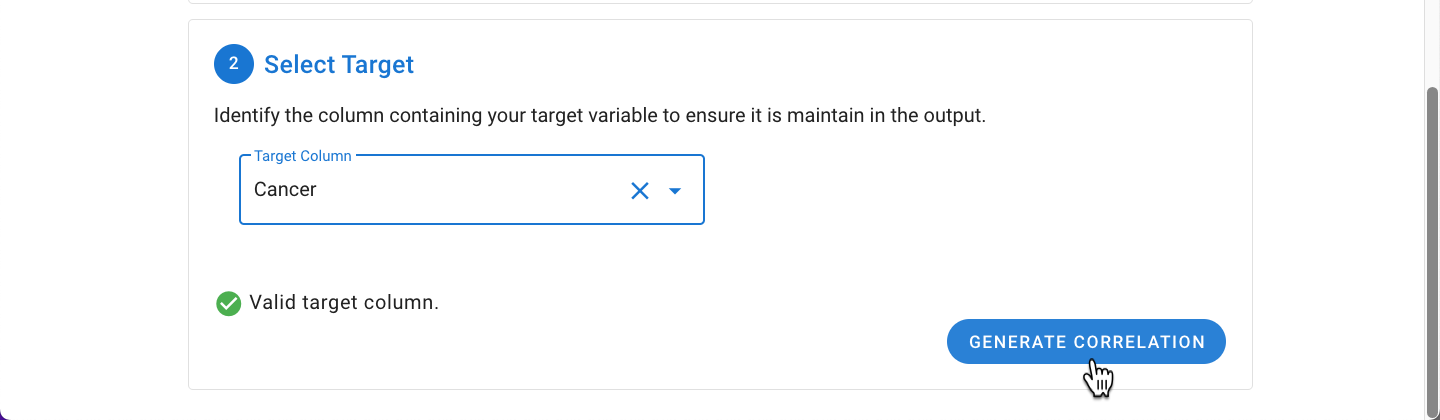 2
Select Target
Identify the column containing your target variable to ensure it is maintain in the output.
Target Column
Cancer
Valid target column.
GENERATE CORRELATION